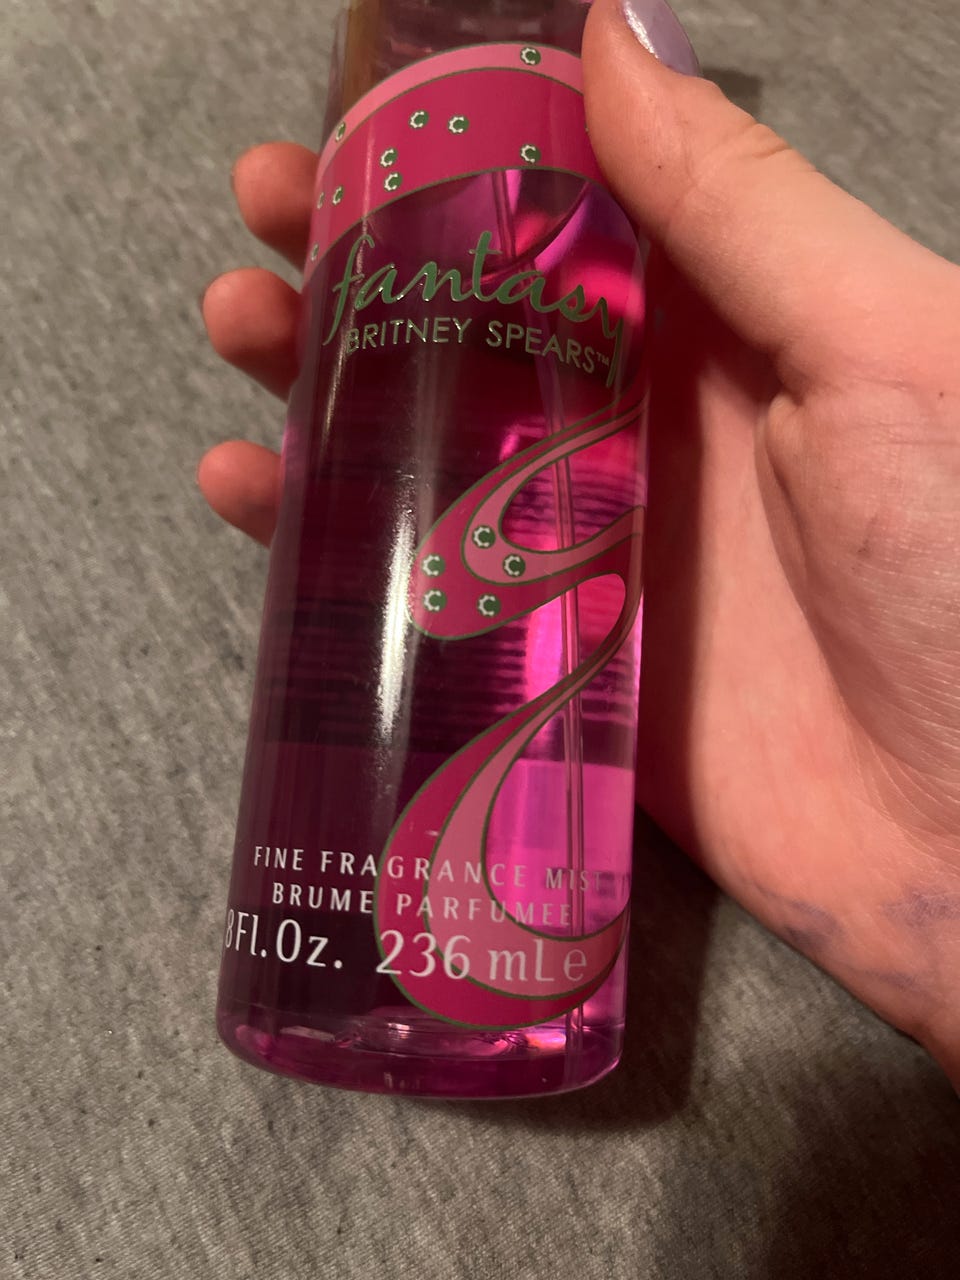 fantasy
BRITNEY SPEARS™
FINE FRAGRANCE MIST
BRUME PARFUMEE
8Fl.Oz. 236 mL e